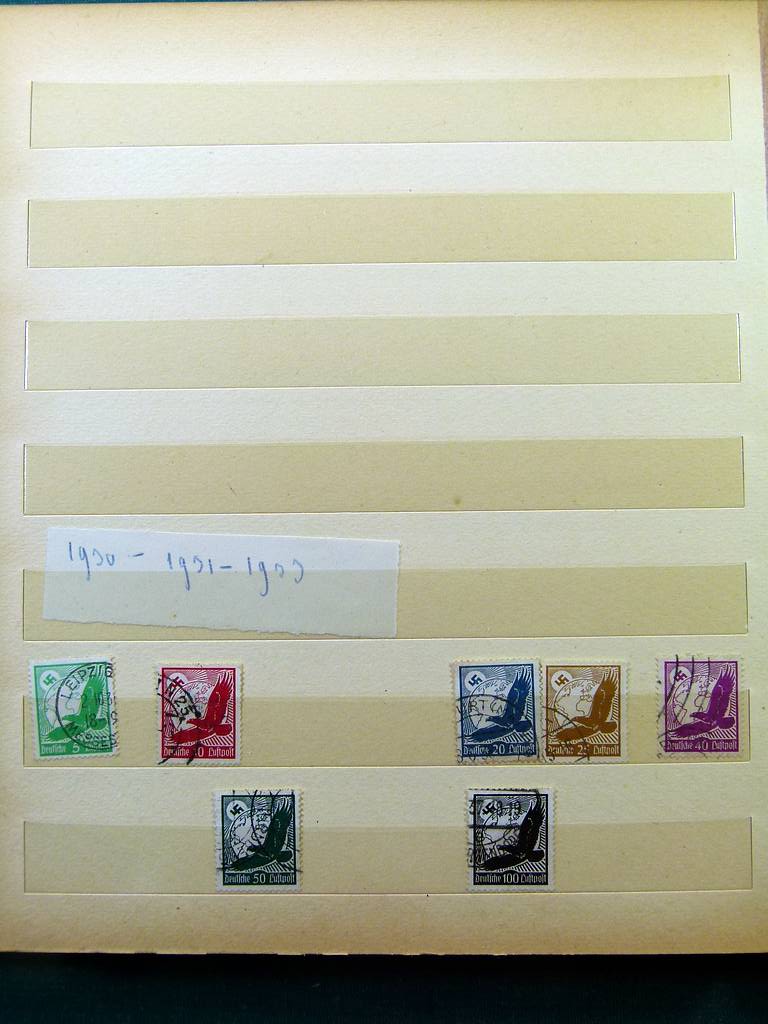 1930 - 1931 - 1933
LEIPZIG
Deutsche 5
10 Luftpost
Deutsche 20 Luftpost
Deutsche 25 Luftpost
Deutsche 40 Luftpost
Deutsche 50 Luftpost
Deutsche 100 Luftpost